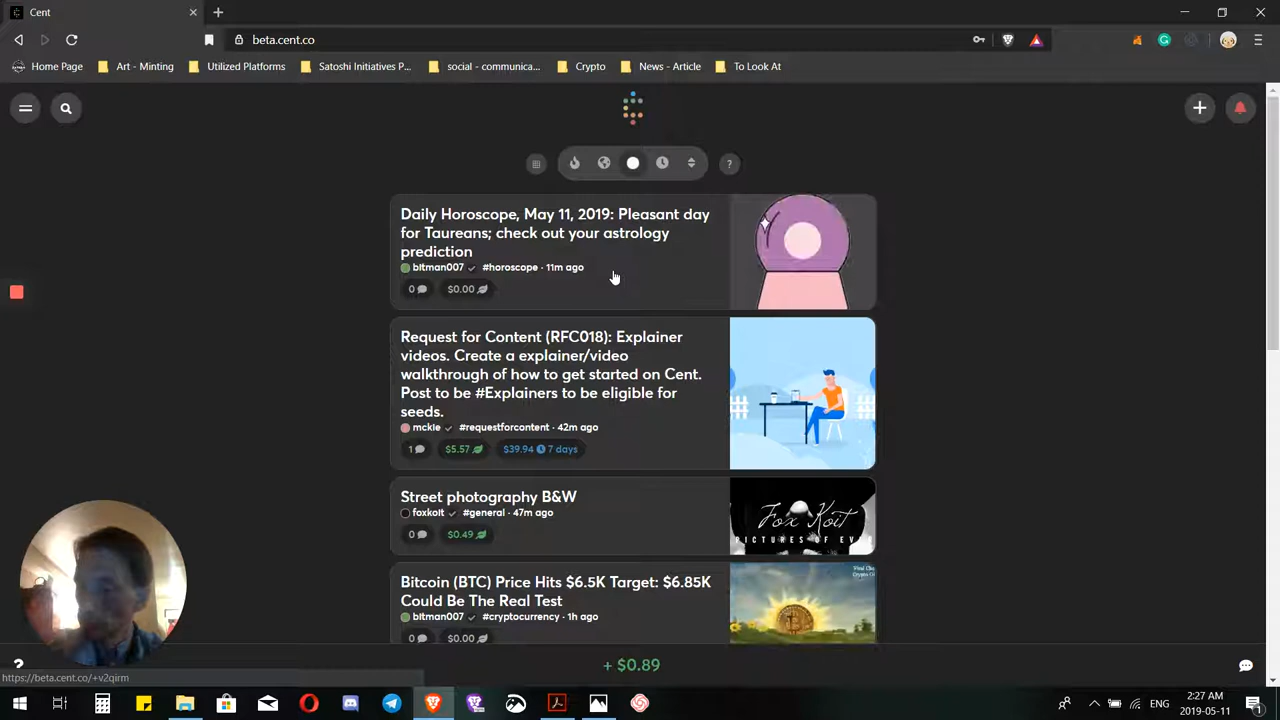 Cent
beta.cent.co
Home Page
Art - Minting
Utilized Platforms
Satoshi Initiatives P...
social - communica...
Crypto
News - Article
To Look At
?
Daily Horoscope, May 11, 2019: Pleasant day
for Taureans; check out your astrology
prediction
bitman007 #horoscope · 11m ago
0 $0.00
Request for Content (RFC018): Explainer
videos. Create a explainer/video
walkthrough of how to get started on Cent.
Post to be #Explainers to be eligible for
seeds.
mckie #requestforcontent · 42m ago
1 $5.57 $39.94 7 days
Street photography B&W
foxkoit #general · 47m ago
0 $0.49
Fox Koit
PICTURES OF EVE
Bitcoin (BTC) Price Hits $6.5K Target: $6.85K
Could Be The Real Test
bitman007 #cryptocurrency · 1h ago
0 $0.00
?
+ $0.89
https://beta.cent.co/+v2qirm
ENG
2:27 AM
2019-05-11
1